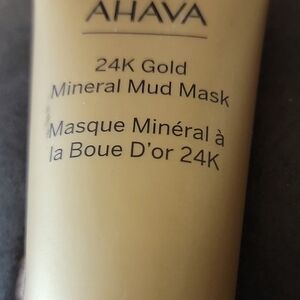 AHAVA
24K Gold
Mineral Mud Mask
Masque Minéral à
la Boue D'or 24K